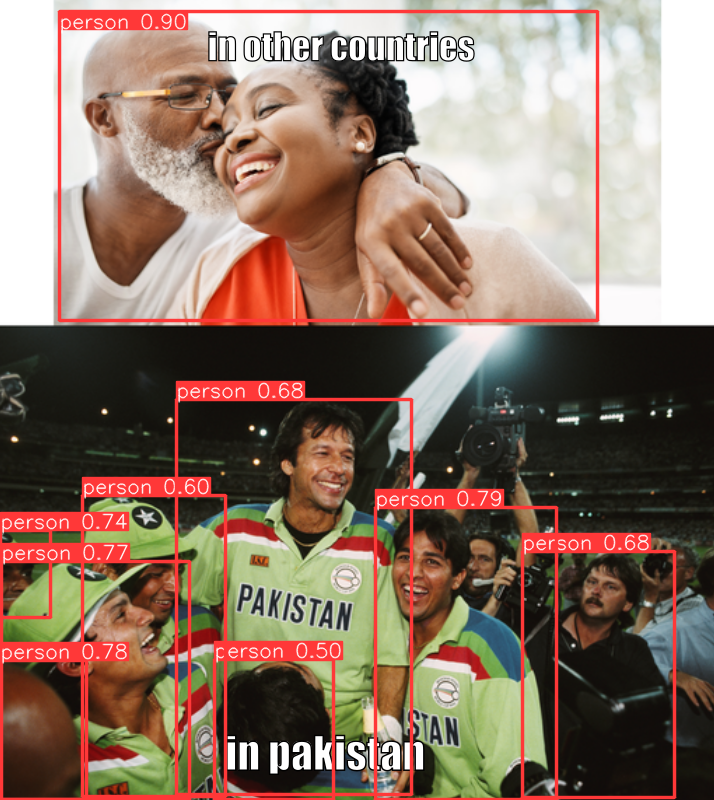 person 0.90
in other countries
person 0.68
person 0.60
person 0.79
person 0.74
person 0.68
person 0.77
PAKISTAN
person 0.78
person 0.50
STAN
in pakistan